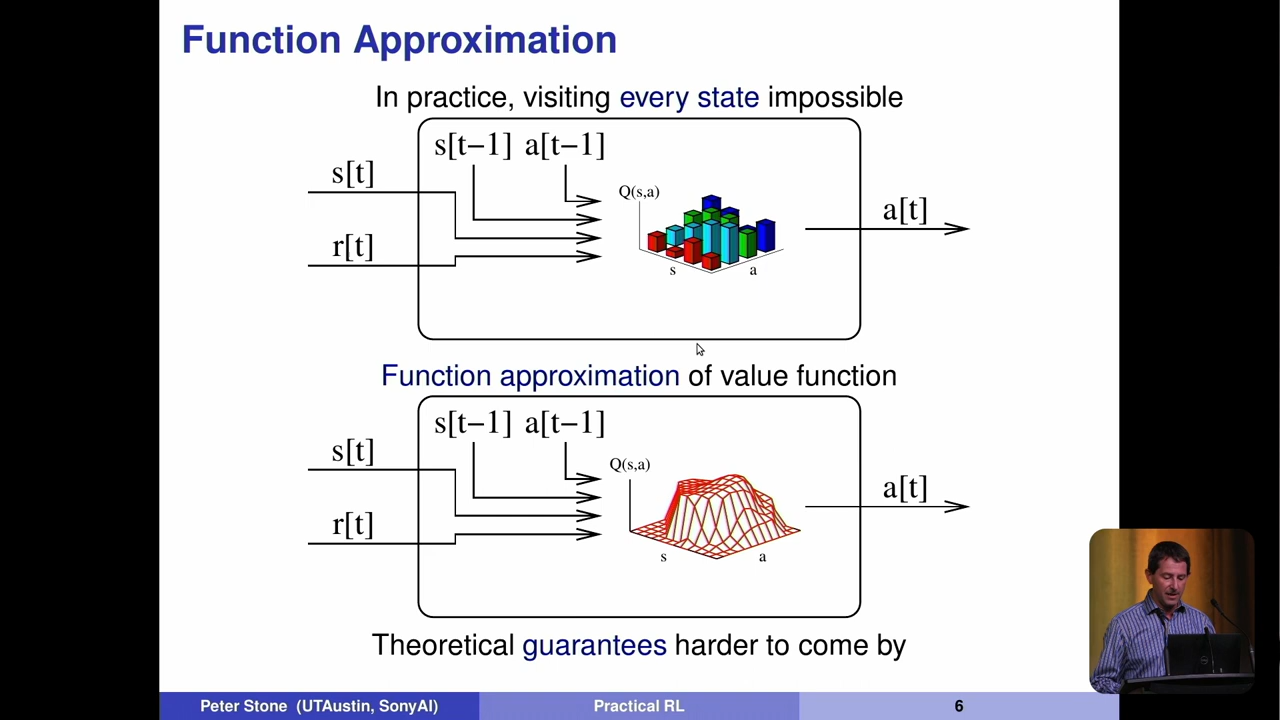 Function Approximation
In practice, visiting every state impossible
s[t−1] a[t−1]
s[t]
r[t]
Q(s,a)
s
a
a[t]
Function approximation of value function
s[t−1] a[t−1]
s[t]
r[t]
Q(s,a)
s
a
a[t]
Theoretical guarantees harder to come by
Peter Stone (UTAustin, SonyAI)
Practical RL
6